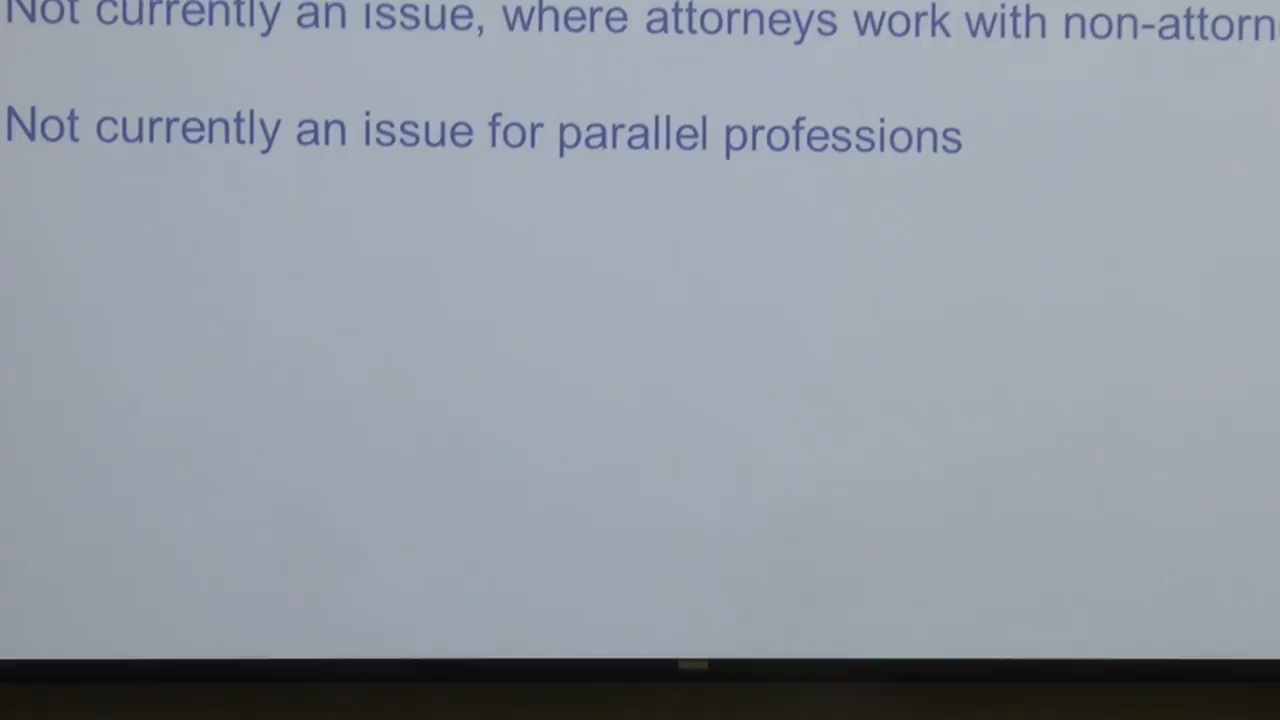 Not currently an issue, where attorneys work with non-attorn
Not currently an issue for parallel professions